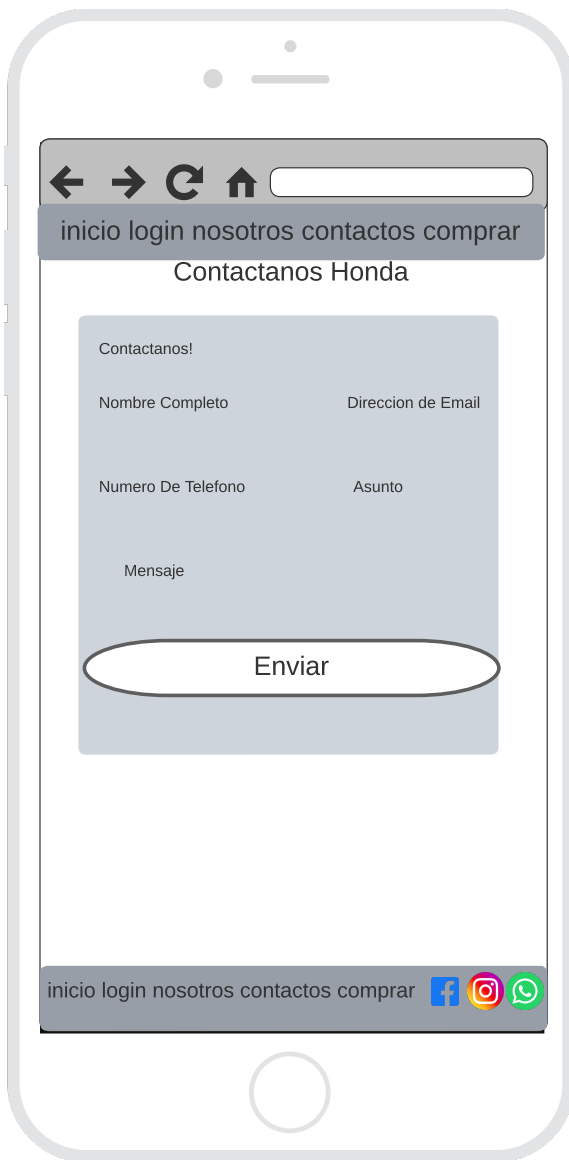 inicio login nosotros contactos comprar
Contactanos Honda
Contactanos!
Nombre Completo Direccion de Email
Numero De Telefono Asunto
Mensaje
Enviar
inicio login nosotros contactos comprar